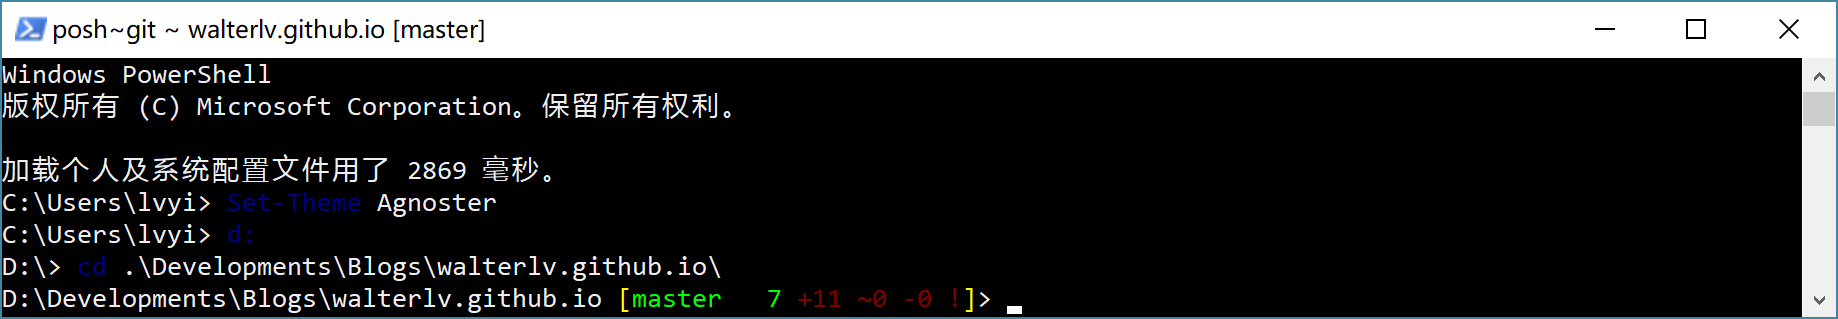 posh~git ~ walterlv.github.io [master]
Windows PowerShell
版权所有 (C) Microsoft Corporation。保留所有权利。
加载个人及系统配置文件用了 2869 毫秒。
C:\Users\lvyi> Set-Theme Agnoster
C:\Users\lvyi> d:
D:\> cd .\Developments\Blogs\walterlv.github.io\
D:\Developments\Blogs\walterlv.github.io [master   7 +11 ~0 -0 !]>